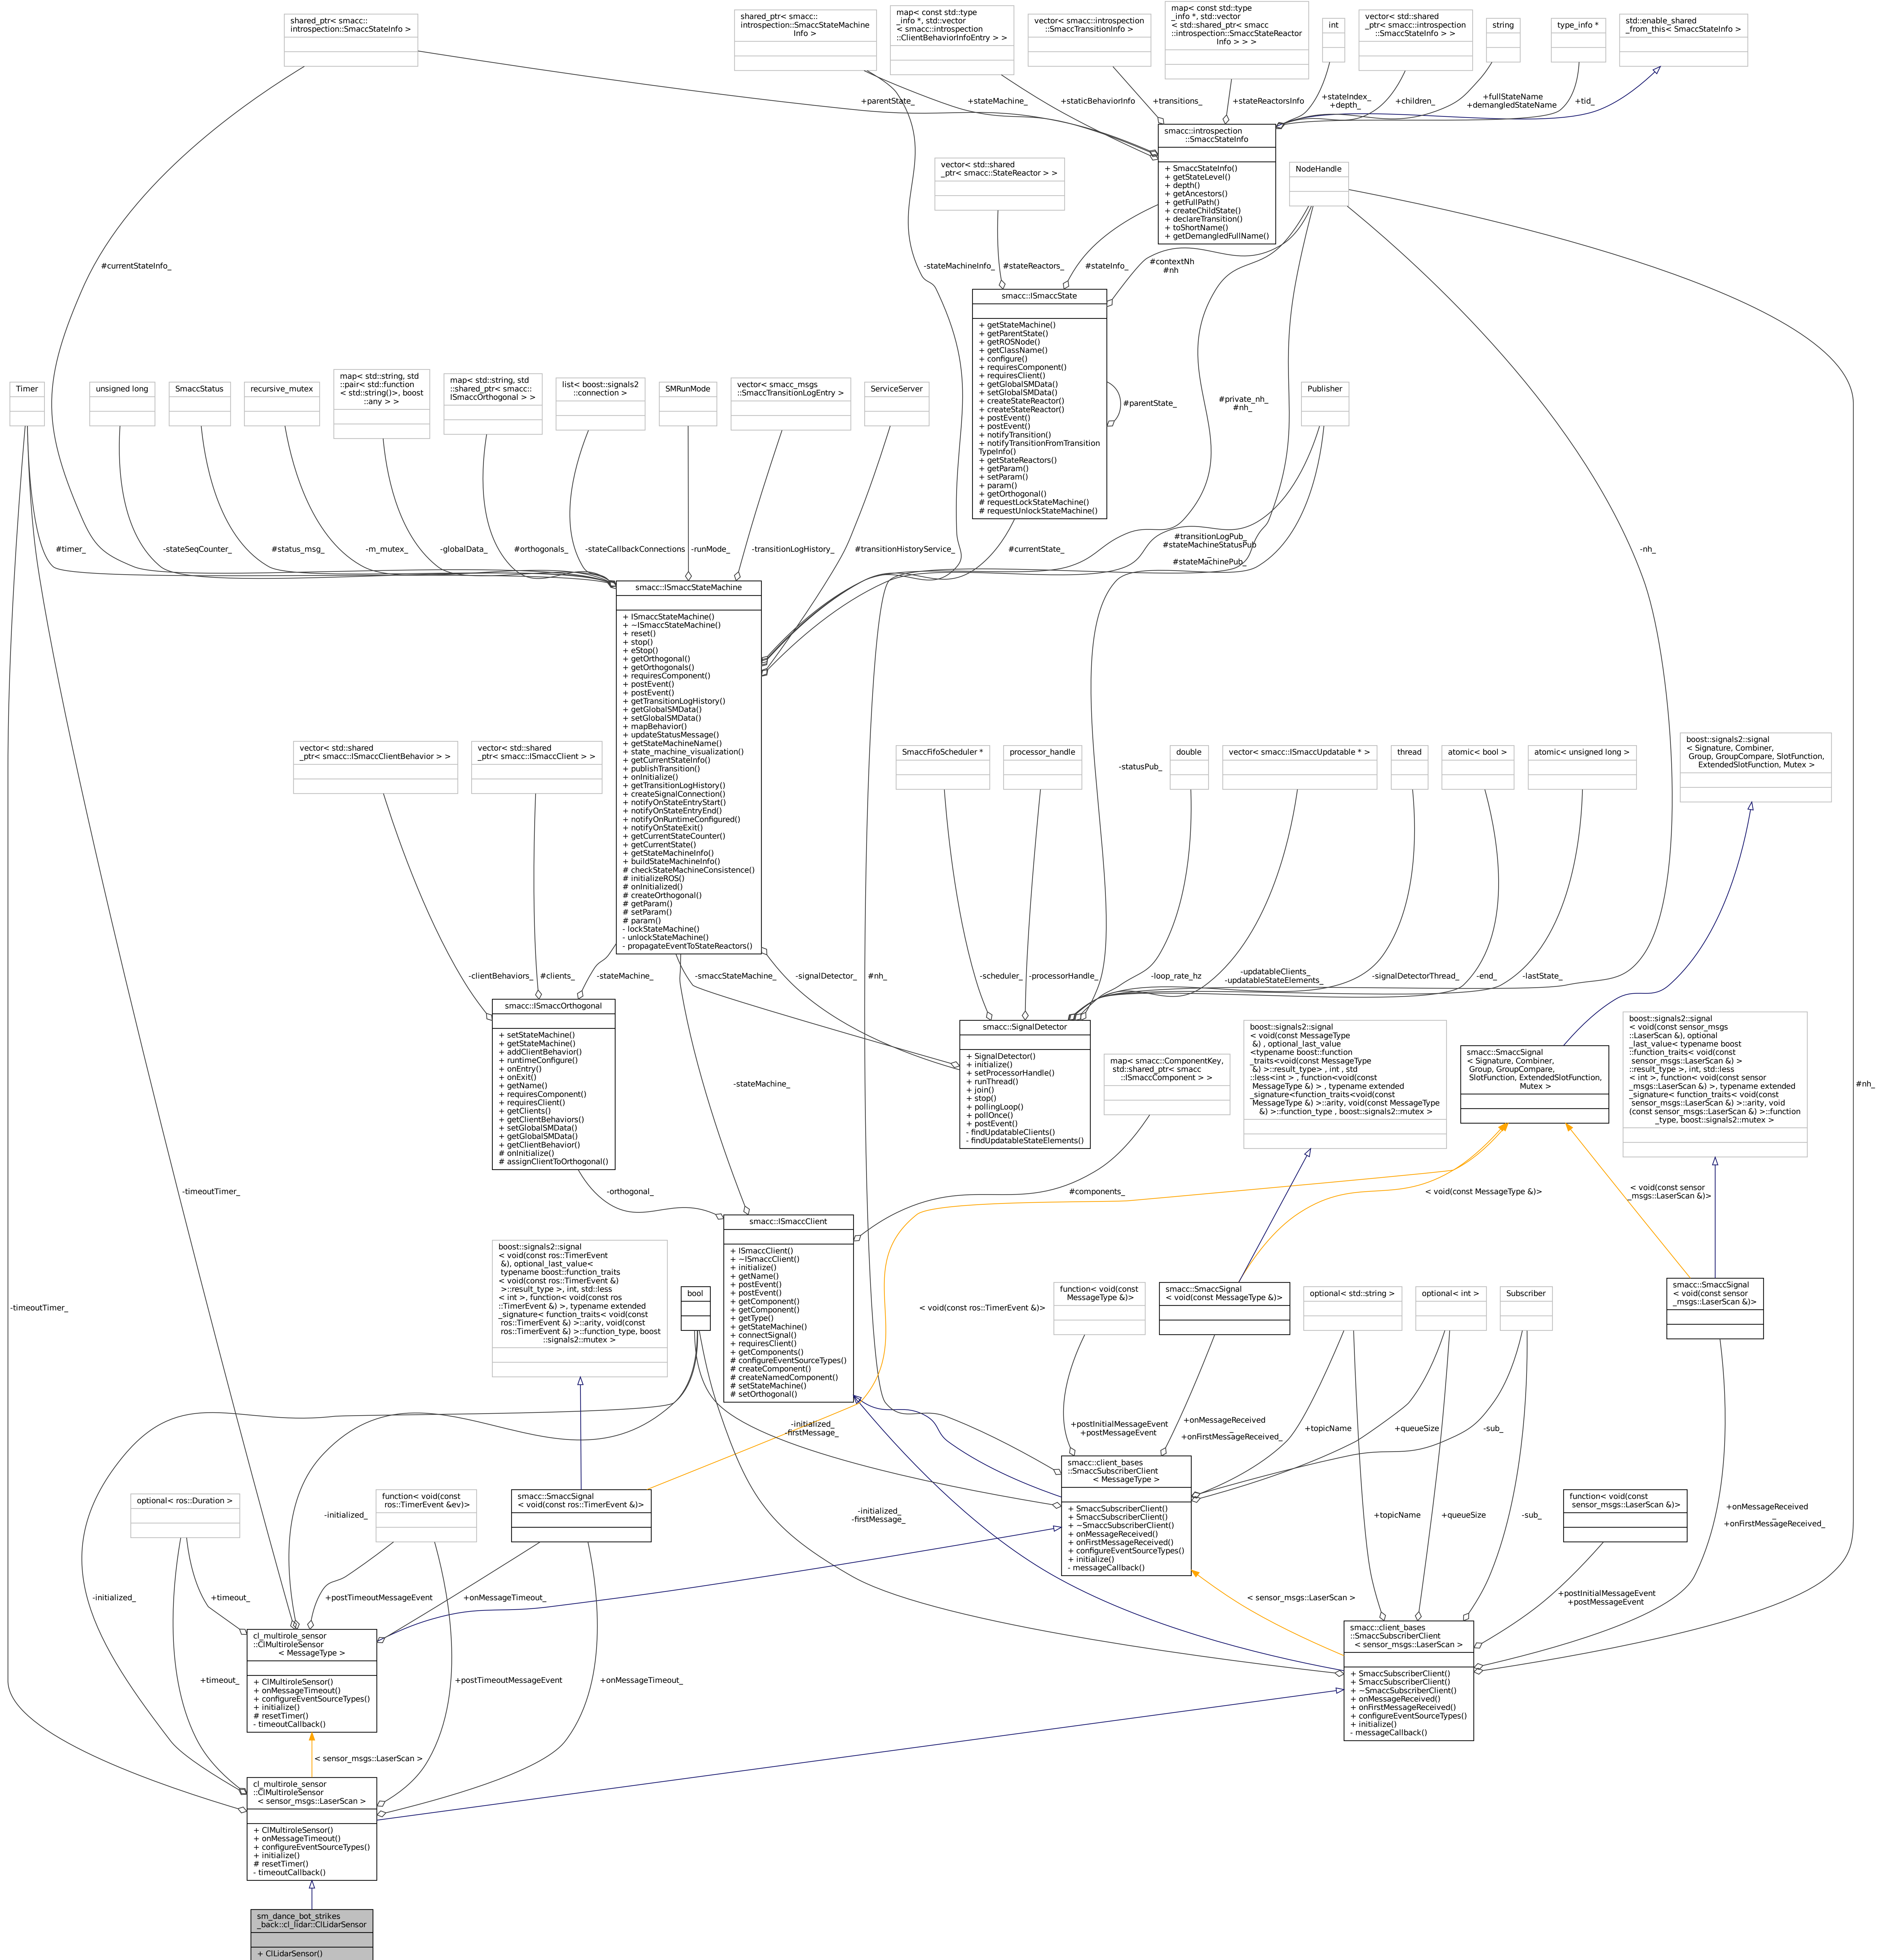 shared_ptr< smacc::
introspection::SmaccStateInfo >
shared_ptr< smacc::
introspection::SmaccStateMachine
Info >
map< const std::type
_info *, std::vector
< smacc::introspection
::ClientBehaviorInfoEntry > >
vector< smacc::introspection
::SmaccTransitionInfo >
map< const std::type
_info *, std::vector
< std::shared_ptr< smacc
::introspection::SmaccStateReactor
Info > > >
int
vector< std::shared
_ptr< smacc::introspection
::SmaccStateInfo > >
string
type_info *
std::enable_shared
_from_this< SmaccStateInfo >
+parentState_
+stateMachine_
+staticBehaviorInfo
+transitions_
+stateReactorsInfo
+stateIndex_
+depth_
+children_
+fullStateName
+demangledStateName
+tid_
smacc::introspection
::SmaccStateInfo
+ SmaccStateInfo()
+ getStateLevel()
+ depth()
+ getAncestors()
+ getFullPath()
+ createChildState()
+ declareTransition()
+ toShortName()
+ getDemangledFullName()
vector< std::shared
_ptr< smacc::StateReactor > >
NodeHandle
#currentStateInfo_
-stateMachineInfo_
#stateReactors_
#stateInfo_
#contextNh
#nh
smacc::ISmaccState
+ getStateMachine()
+ getParentState()
+ getROSNode()
+ getClassName()
+ configure()
+ requiresComponent()
+ requiresClient()
+ getGlobalSMData()
+ setGlobalSMData()
+ createStateReactor()
+ createStateReactor()
+ postEvent()
+ postEvent()
+ notifyTransition()
+ notifyTransitionFromTransition
TypeInfo()
+ getStateReactors()
+ getParam()
+ setParam()
+ param()
+ getOrthogonal()
# requestLockStateMachine()
# requestUnlockStateMachine()
#parentState_
#private_nh_
#nh_
Publisher
Timer
unsigned long
SmaccStatus
recursive_mutex
map< std::string, std
::pair< std::function
< std::string()>, boost
::any > >
map< std::string, std
::shared_ptr< smacc::
ISmaccOrthogonal > >
list< boost::signals2
::connection >
SMRunMode
vector< smacc_msgs
::SmaccTransitionLogEntry >
ServiceServer
#timer_
-stateSeqCounter_
#status_msg_
-m_mutex_
-globalData_
#orthogonals_
-stateCallbackConnections
-runMode_
-transitionLogHistory_
#transitionHistoryService_
#currentState_
#transitionLogPub_
#stateMachineStatusPub
_
#stateMachinePub_
-nh_
smacc::ISmaccStateMachine
+ ISmaccStateMachine()
+ ~ISmaccStateMachine()
+ reset()
+ stop()
+ eStop()
+ getOrthogonal()
+ getOrthogonals()
+ requiresComponent()
+ postEvent()
+ postEvent()
+ getTransitionLogHistory()
+ getGlobalSMData()
+ setGlobalSMData()
+ mapBehavior()
+ updateStatusMessage()
+ getStateMachineName()
+ state_machine_visualization()
+ getCurrentStateInfo()
+ publishTransition()
+ onInitialize()
+ getTransitionLogHistory()
+ createSignalConnection()
+ notifyOnStateEntryStart()
+ notifyOnStateEntryEnd()
+ notifyOnRuntimeConfigured()
+ notifyOnStateExit()
+ getCurrentStateCounter()
+ getCurrentState()
+ getStateMachineInfo()
+ buildStateMachineInfo()
# checkStateMachineConsistence()
# initializeROS()
# onInitialized()
# createOrthogonal()
# getParam()
# setParam()
# param()
- lockStateMachine()
- unlockStateMachine()
- propagateEventToStateReactors()
vector< std::shared
_ptr< smacc::ISmaccClientBehavior > >
vector< std::shared
_ptr< smacc::ISmaccClient > >
SmaccFifoScheduler *
processor_handle
-statusPub_
double
vector< smacc::ISmaccUpdatable * >
thread
atomic< bool >
atomic< unsigned long >
boost::signals2::signal
< Signature, Combiner,
Group, GroupCompare, SlotFunction,
ExtendedSlotFunction, Mutex >
-clientBehaviors_
#clients_
-stateMachine_
-smaccStateMachine_
-signalDetector_
#nh_
-scheduler_
-processorHandle_
-loop_rate_hz
-updatableClients_
-updatableStateElements_
-signalDetectorThread_
-end_
-lastState_
smacc::ISmaccOrthogonal
+ setStateMachine()
+ getStateMachine()
+ addClientBehavior()
+ runtimeConfigure()
+ onEntry()
+ onExit()
+ getName()
+ requiresComponent()
+ requiresClient()
+ getClients()
+ getClientBehaviors()
+ setGlobalSMData()
+ getGlobalSMData()
+ getClientBehavior()
# onInitialize()
# assignClientToOrthogonal()
smacc::SignalDetector
+ SignalDetector()
+ initialize()
+ setProcessorHandle()
+ runThread()
+ join()
+ stop()
+ pollingLoop()
+ pollOnce()
+ postEvent()
- findUpdatableClients()
- findUpdatableStateElements()
map< smacc::ComponentKey,
std::shared_ptr< smacc
::ISmaccComponent > >
boost::signals2::signal
< void(const MessageType
&) , optional_last_value
<typename boost::function
_traits<void(const MessageType
&) >::result_type> , int , std
::less<int > , function<void(const
MessageType &) > , typename extended
_signature<function_traits<void(const
MessageType &) >::arity, void(const MessageType
&) >::function_type , boost::signals2::mutex >
smacc::SmaccSignal
< Signature, Combiner,
Group, GroupCompare,
SlotFunction, ExtendedSlotFunction,
Mutex >
boost::signals2::signal
< void(const sensor_msgs
::LaserScan &), optional
_last_value< typename boost
::function_traits< void(const
sensor_msgs::LaserScan &) >
::result_type >, int, std::less
< int >, function< void(const sensor
_msgs::LaserScan &) >, typename extended
_signature< function_traits< void(const
sensor_msgs::LaserScan &) >::arity, void
(const sensor_msgs::LaserScan &) >::function
_type, boost::signals2::mutex >
#nh_
-stateMachine_
-timeoutTimer_
-orthogonal_
#components_
< void(const MessageType &)>
< void(const sensor
_msgs::LaserScan &)>
smacc::ISmaccClient
+ ISmaccClient()
+ ~ISmaccClient()
+ initialize()
+ getName()
+ postEvent()
+ postEvent()
+ getComponent()
+ getComponent()
+ getType()
+ getStateMachine()
+ connectSignal()
+ requiresClient()
+ getComponents()
# configureEventSourceTypes()
# createComponent()
# createNamedComponent()
# setStateMachine()
# setOrthogonal()
boost::signals2::signal
< void(const ros::TimerEvent
&), optional_last_value<
typename boost::function_traits
< void(const ros::TimerEvent &)
>::result_type >, int, std::less
< int >, function< void(const ros
::TimerEvent &) >, typename extended
_signature< function_traits< void(const
ros::TimerEvent &) >::arity, void(const
ros::TimerEvent &) >::function_type, boost
::signals2::mutex >
bool
-timeoutTimer_
< void(const ros::TimerEvent &)>
function< void(const
MessageType &)>
smacc::SmaccSignal
< void(const MessageType &)>
optional< std::string >
optional< int >
Subscriber
smacc::SmaccSignal
< void(const sensor
_msgs::LaserScan &)>
-initialized_
-firstMessage_
+postInitialMessageEvent
+postMessageEvent
+onMessageReceived
_
+onFirstMessageReceived_
+topicName
+queueSize
-sub_
smacc::client_bases
::SmaccSubscriberClient
< MessageType >
+ SmaccSubscriberClient()
+ SmaccSubscriberClient()
+ ~SmaccSubscriberClient()
+ onMessageReceived()
+ onFirstMessageReceived()
+ configureEventSourceTypes()
+ initialize()
- messageCallback()
optional< ros::Duration >
-initialized_
function< void(const
ros::TimerEvent &ev)>
smacc::SmaccSignal
< void(const ros::TimerEvent &)>
-initialized_
-firstMessage_
+topicName
+queueSize
-sub_
function< void(const
sensor_msgs::LaserScan &)>
+onMessageReceived
_
+onFirstMessageReceived_
-initialized_
+timeout_
+postTimeoutMessageEvent
+onMessageTimeout_
< sensor_msgs::LaserScan >
+postInitialMessageEvent
+postMessageEvent
cl_multirole_sensor
::ClMultiroleSensor
< MessageType >
+ ClMultiroleSensor()
+ onMessageTimeout()
+ configureEventSourceTypes()
+ initialize()
# resetTimer()
- timeoutCallback()
+timeout_
+postTimeoutMessageEvent
+onMessageTimeout_
smacc::client_bases
::SmaccSubscriberClient
< sensor_msgs::LaserScan >
+ SmaccSubscriberClient()
+ SmaccSubscriberClient()
+ ~SmaccSubscriberClient()
+ onMessageReceived()
+ onFirstMessageReceived()
+ configureEventSourceTypes()
+ initialize()
- messageCallback()
< sensor_msgs::LaserScan >
cl_multirole_sensor
::ClMultiroleSensor
< sensor_msgs::LaserScan >
+ ClMultiroleSensor()
+ onMessageTimeout()
+ configureEventSourceTypes()
+ initialize()
# resetTimer()
- timeoutCallback()
sm_dance_bot_strikes
_back::cl_lidar::ClLidarSensor
+ ClLidarSensor()